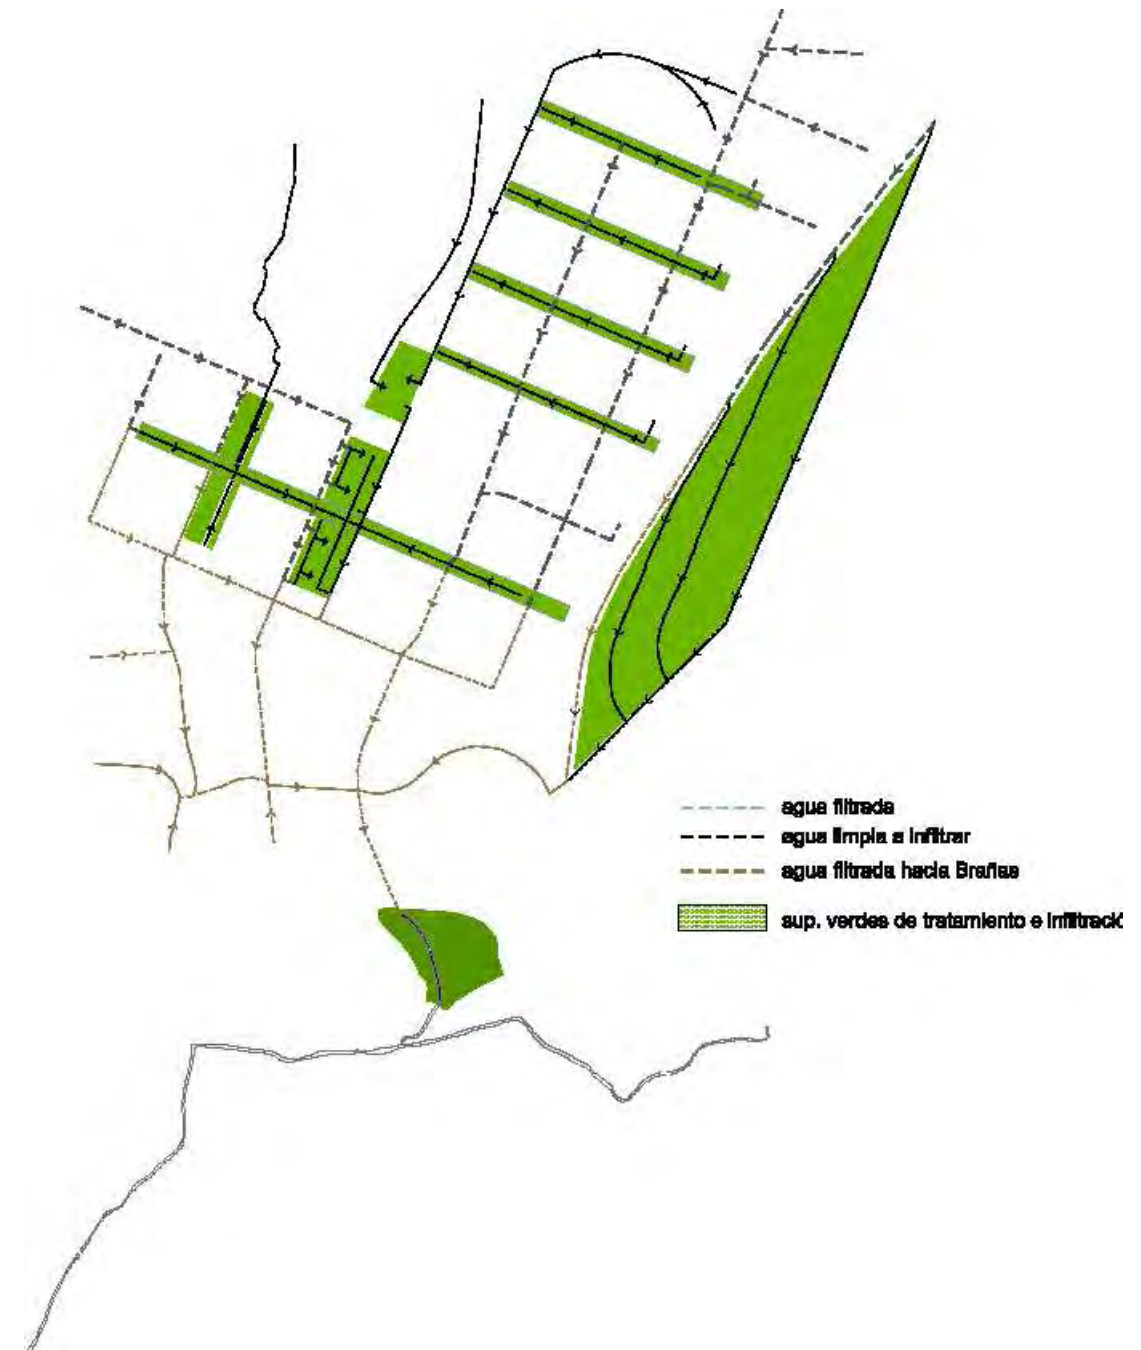 agua filtrada
agua limpia a infiltrar
agua filtrada hacia Brañas
sup. verdes de tratamiento e infiltració